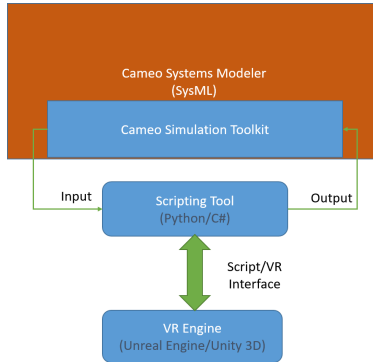 Cameo Systems Modeler
(SysML)
Cameo Simulation Toolkit
Input
Scripting Tool
(Python/C#)
Output
Script/VR
Interface
VR Engine
(Unreal Engine/Unity 3D)